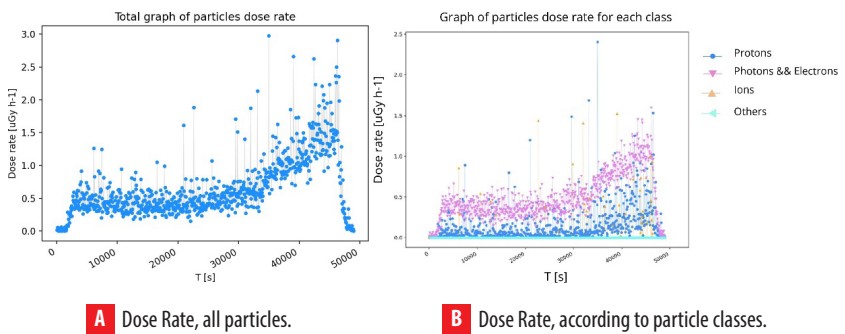 Total graph of particles dose rate
Dose rate [uGy h-1]
3.0
2.5
2.0
1.5
1.0
0.5
0.0
0
10000
20000
30000
40000
50000
T [s]
A Dose Rate, all particles.
Graph of particles dose rate for each class
Dose rate [uGy h-1]
2.5
2.0
1.5
1.0
0.5
0.0
0
10000
20000
30000
40000
50000
T [s]
Protons
Photons && Electrons
Ions
Others
B Dose Rate, according to particle classes.